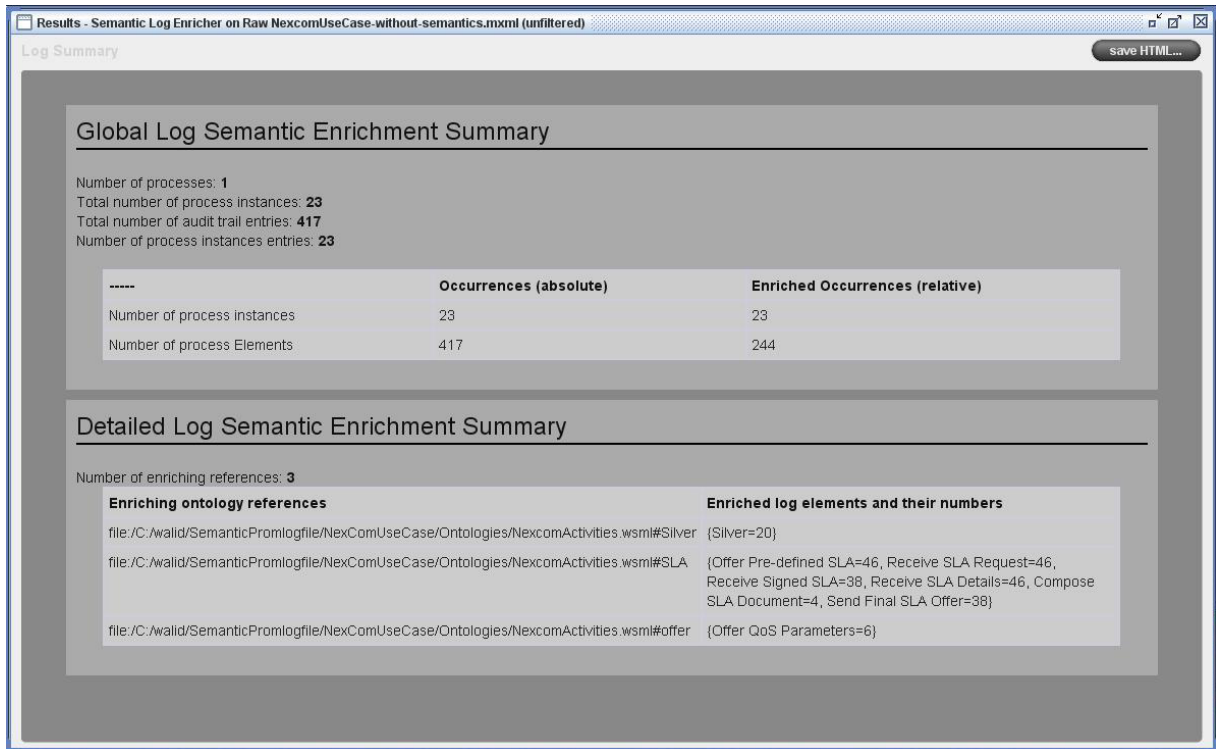 Results - Semantic Log Enricher on Raw NexcomUseCase-without-semantics.mxml (unfiltered)
Log Summary
save HTML...
Global Log Semantic Enrichment Summary
Number of processes: 1
Total number of process instances: 23
Total number of audit trail entries: 417
Number of process instances entries: 23
----- Occurrences (absolute) Enriched Occurrences (relative)
Number of process instances 23 23
Number of process Elements 417 244
Detailed Log Semantic Enrichment Summary
Number of enriching references: 3
Enriching ontology references Enriched log elements and their numbers
file:/C:/walid/SemanticPromlogfile/NexComUseCase/Ontologies/NexcomActivities.wsml#Silver {Silver=20}
file:/C:/walid/SemanticPromlogfile/NexComUseCase/Ontologies/NexcomActivities.wsml#SLA {Offer Pre-defined SLA=46, Receive SLA Request=46,
Receive Signed SLA=38, Receive SLA Details=46, Compose
SLA Document=4, Send Final SLA Offer=38}
file:/C:/walid/SemanticPromlogfile/NexComUseCase/Ontologies/NexcomActivities.wsml#offer {Offer QoS Parameters=6}